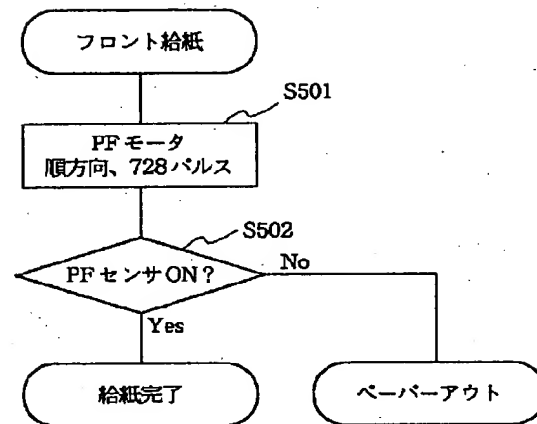 フロント給紙
S501
PFモータ
順方向、728パルス
S502
PFセンサON？
No
Yes
給紙完了
ペーパーアウト